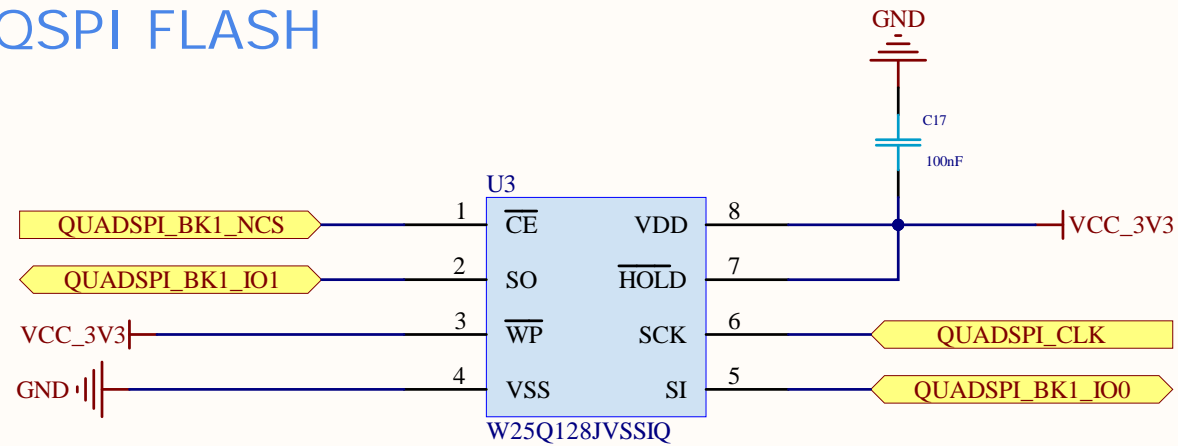 QSPI FLASH
GND
C17
100nF
U3
QUADSPI_BK1_NCS 1 CE VDD 8 VCC_3V3
QUADSPI_BK1_IO1 2 SO HOLD 7
VCC_3V3 3 WP SCK 6 QUADSPI_CLK
GND 4 VSS SI 5 QUADSPI_BK1_IO0
W25Q128JVSSIQ